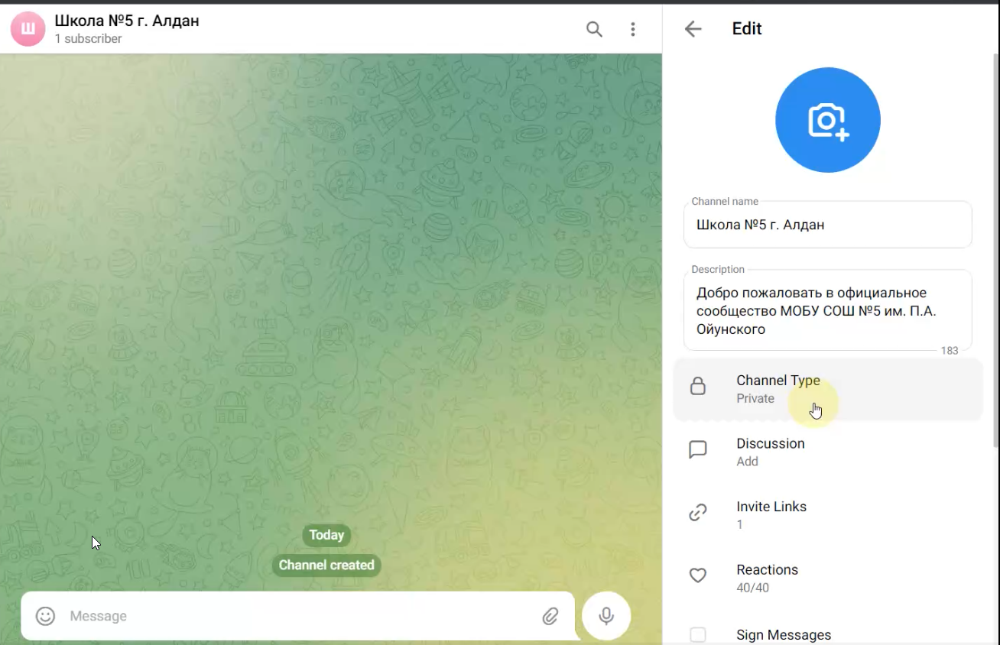 Ш
Школа №5 г. Алдан
1 subscriber
Today
Channel created
Message
Edit
Channel name
Школа №5 г. Алдан
Description
Добро пожаловать в официальное
сообщество МОБУ СОШ №5 им. П.А.
Ойунского
183
Channel Type
Private
Discussion
Add
Invite Links
1
Reactions
40/40
Sign Messages